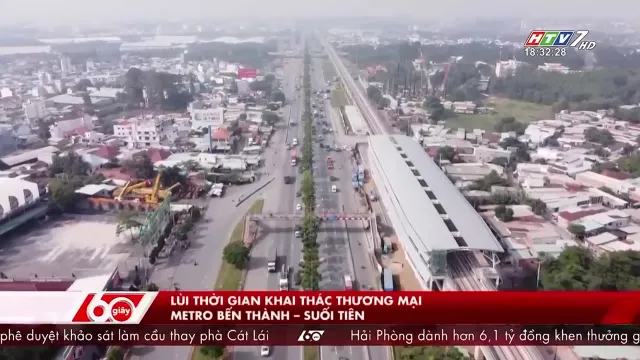 HTV7 HD
18:32:28
60 giây
LÙI THỜI GIAN KHAI THÁC THƯƠNG MẠI
METRO BẾN THÀNH – SUỐI TIÊN
phê duyệt khảo sát làm cầu thay phà Cát Lái 60 giây Hải Phòng dành hơn 6,1 tỷ đồng khen thưởng g